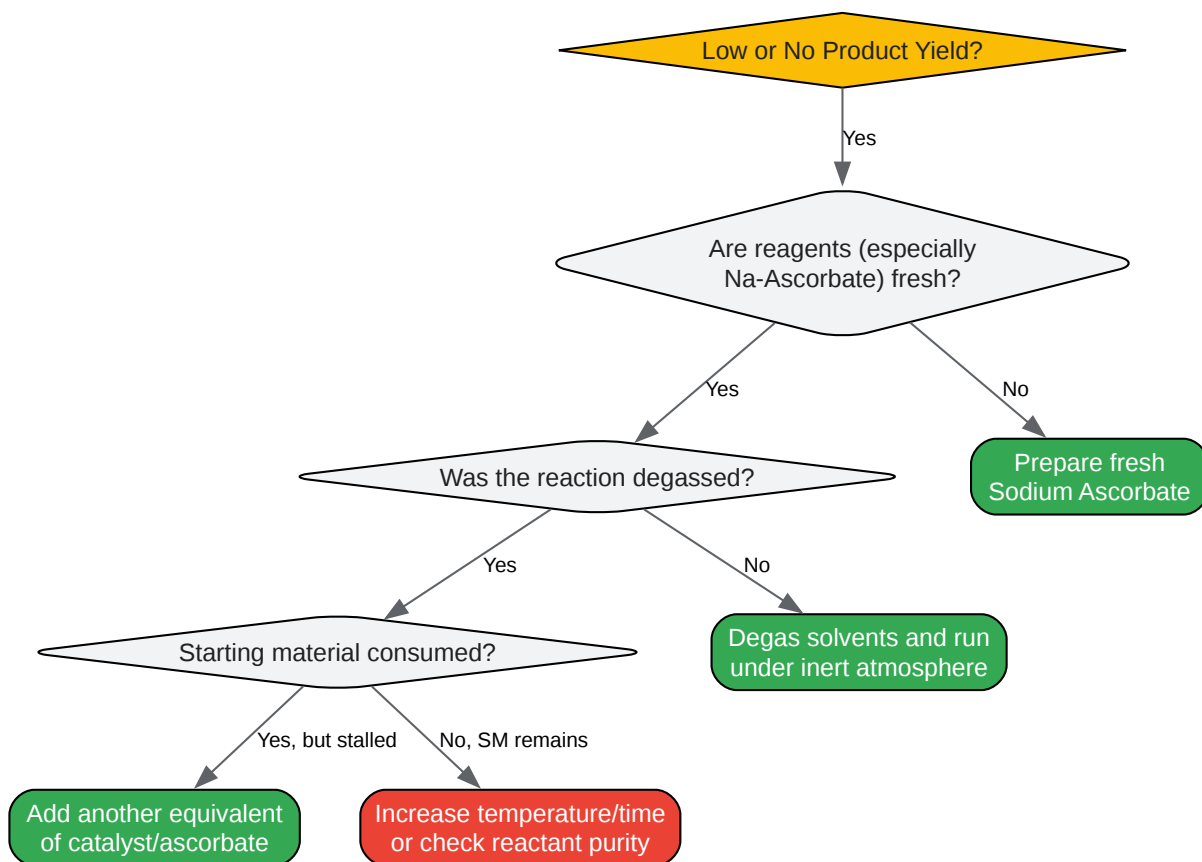 Low or No Product Yield?
Yes
Are reagents (especially
Na-Ascorbate) fresh?
Yes
No
Was the reaction degassed?
Prepare fresh
Sodium Ascorbate
Yes
No
Starting material consumed?
Degas solvents and run
under inert atmosphere
Yes, but stalled
No, SM remains
Add another equivalent
of catalyst/ascorbate
Increase temperature/time
or check reactant purity